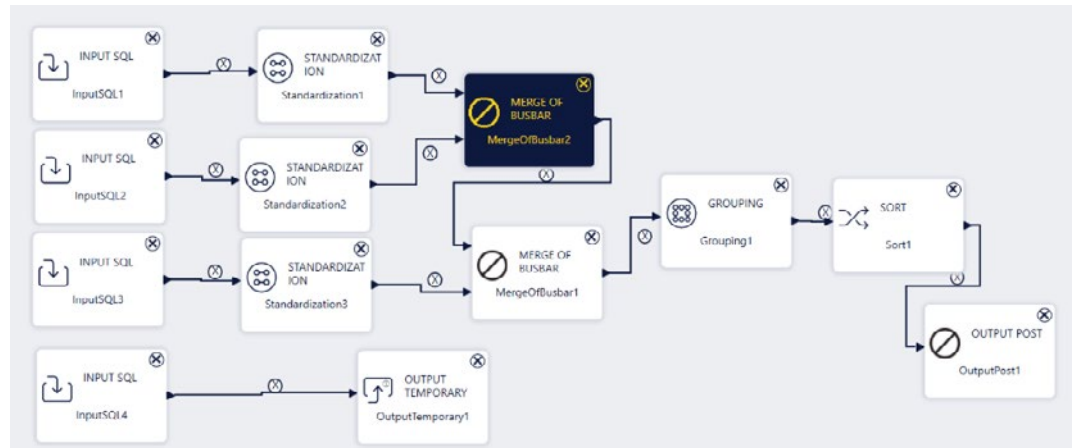 INPUT SQL
InputSQL1
STANDARDIZAT
ION
Standardization1
MERGE OF
BUSBAR
MergeOfBusbar2
INPUT SQL
InputSQL2
STANDARDIZAT
ION
Standardization2
INPUT SQL
InputSQL3
STANDARDIZAT
ION
Standardization3
MERGE OF
BUSBAR
MergeOfBusbar1
GROUPING
Grouping1
SORT
Sort1
OUTPUT POST
OutputPost1
INPUT SQL
InputSQL4
OUTPUT
TEMPORARY
OutputTemporary1